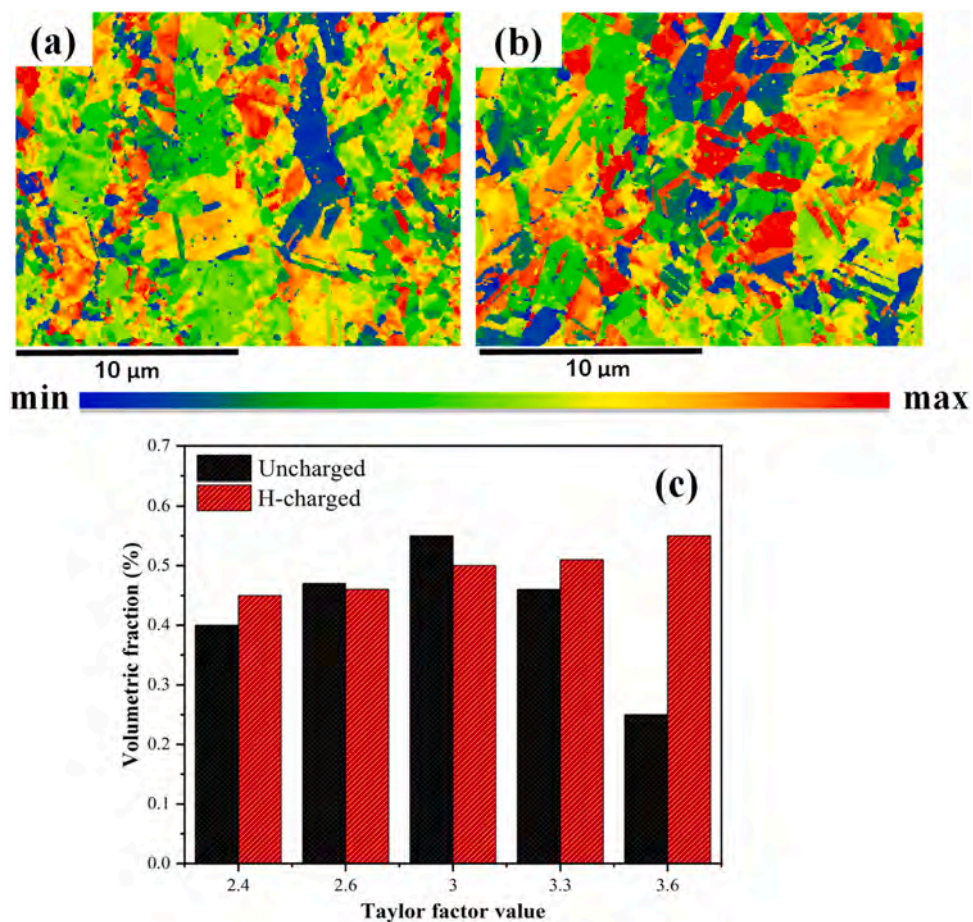 (a)
(b)
10 μm
10 μm
min
max
(c)
Uncharged
H-charged
0.7
0.6
0.5
0.4
0.3
0.2
0.1
0.0
Volumetric fraction (%)
2.4 2.6 3 3.3 3.6
Taylor factor value